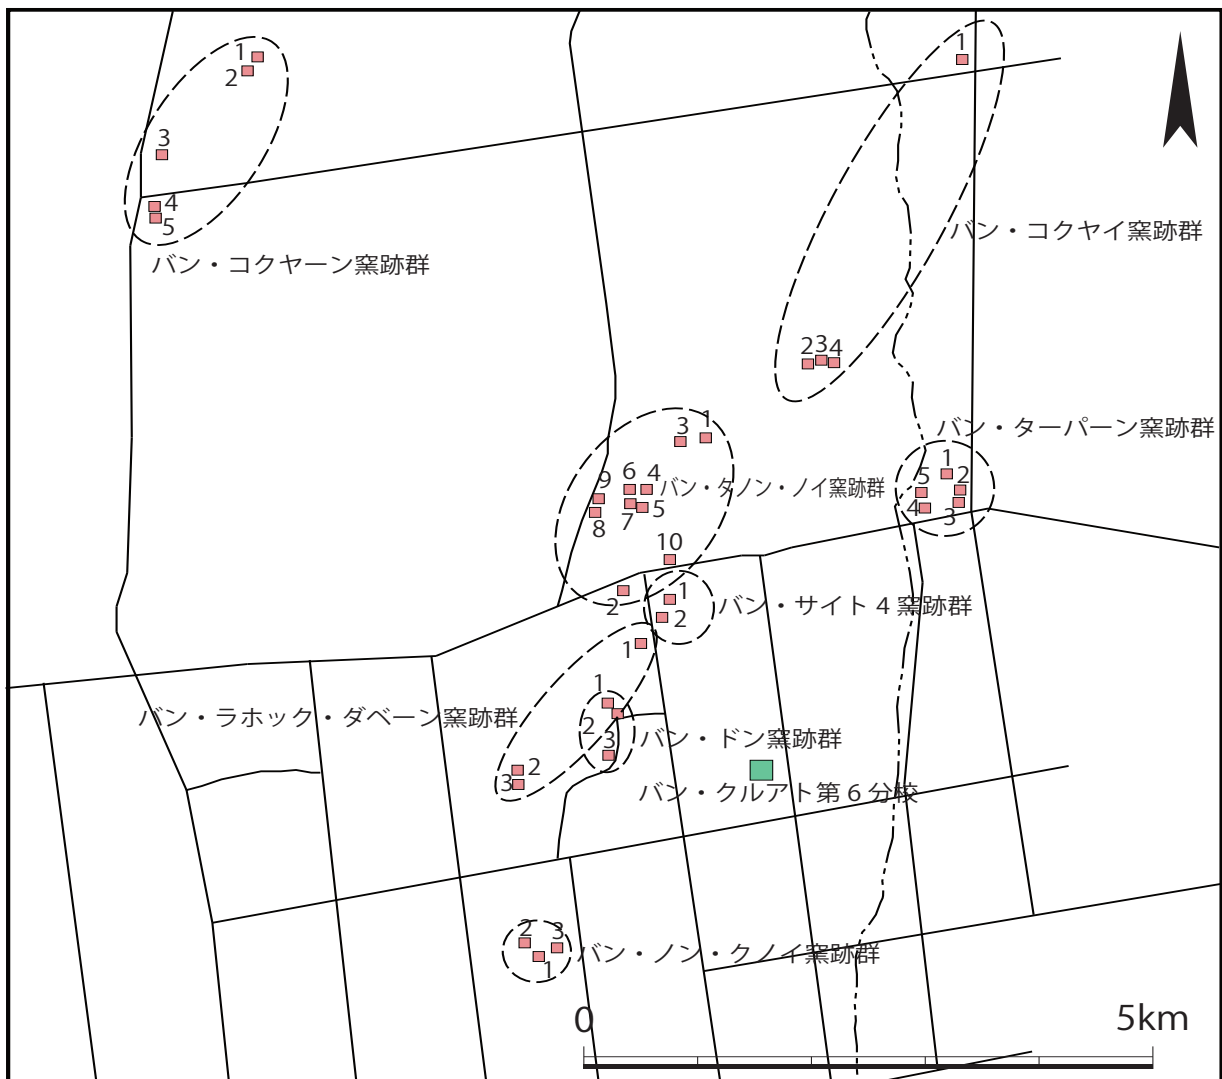 1
2
3
4
5
バン・コクヤーン窯跡群
1
バン・コクヤイ窯跡群
2 3 4
バン・ターパーン窯跡群
1
2
3
4
5
3 1
9 6 4
バン・タノン・ノイ窯跡群
8 7 5
10
2
1
2
バン・サイト4窯跡群
1
バン・ラホック・ダベーン窯跡群
2
3
1
2
3
バン・ドン窯跡群
バン・クルアト第6分校
2 3
1
バン・ノン・クノイ窯跡群
0 5km